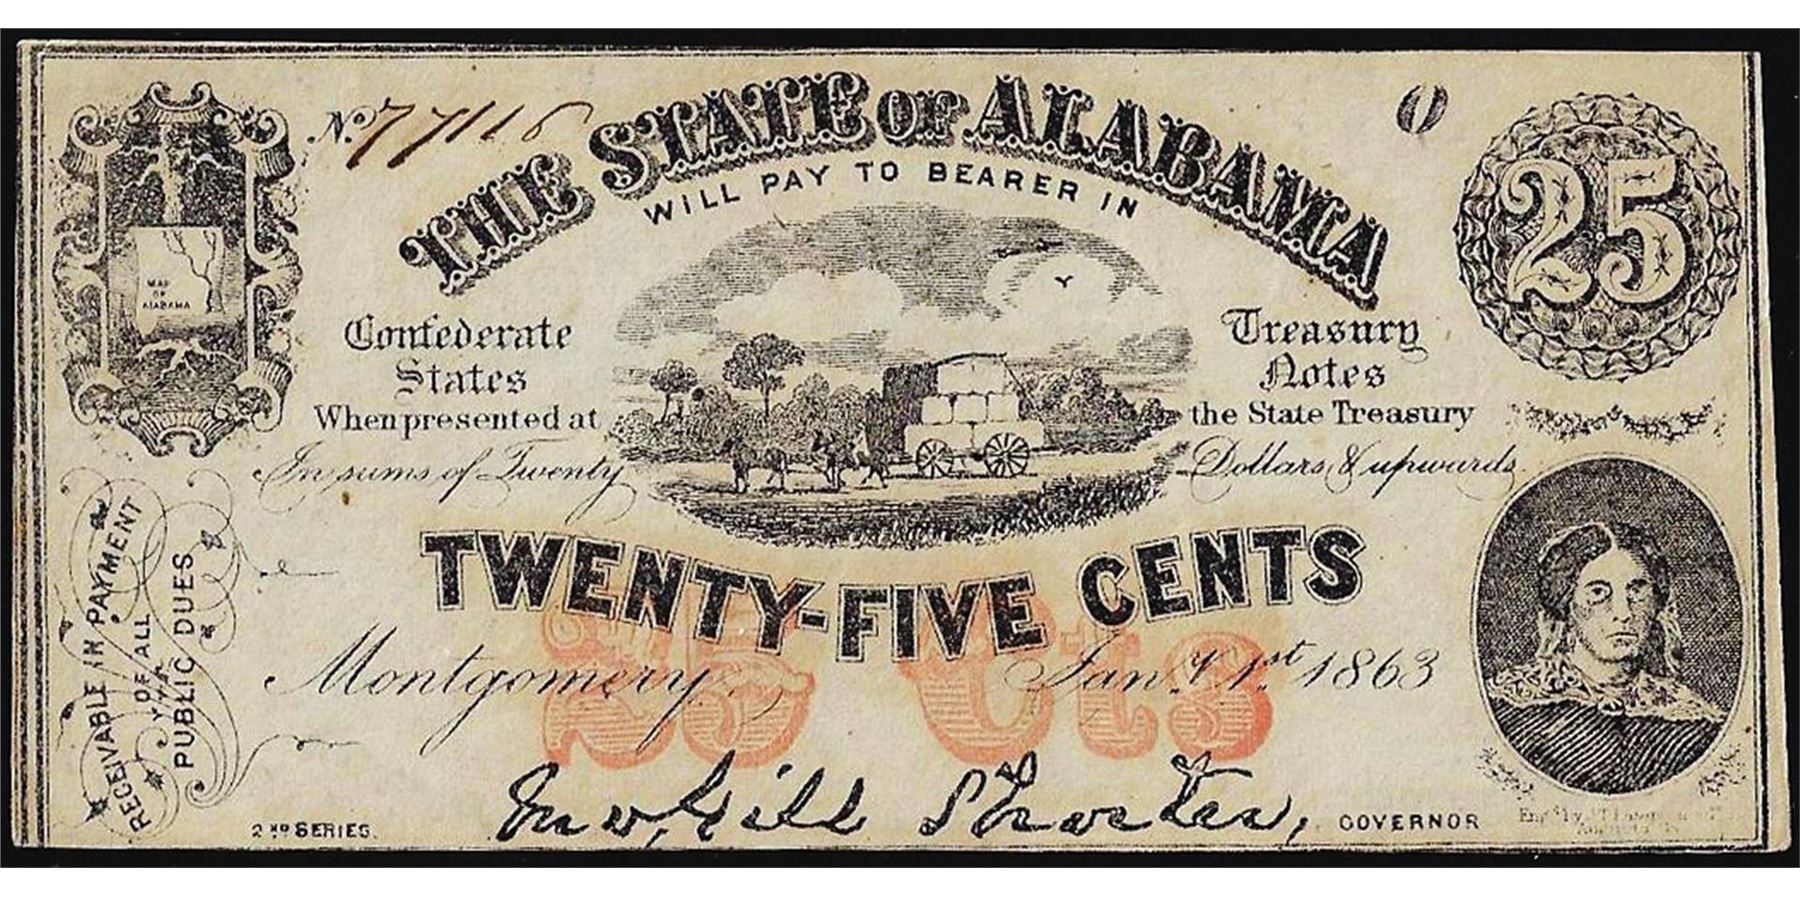 No. 77116
THE STATE OF ALABAMA
O
25
WILL PAY TO BEARER IN
MAP
OF
ALABAMA
Confederate
States
Treasury
Notes
When presented at
the State Treasury
In sums of Twenty
Dollars, & upwards
TWENTY-FIVE CENTS
25 Cts
Montgomery,
Jany. 1st. 1863
RECEIVABLE IN PAYMENT
OF ALL
PUBLIC DUES
2ND SERIES.
Jno. Gill Shorter,
GOVERNOR